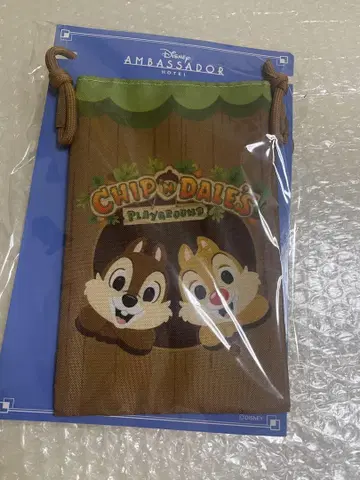 Disney
AMBASSADOR
HOTEL
CHIP 'N' DALE'S
PLAYGROUND
©DISNEY